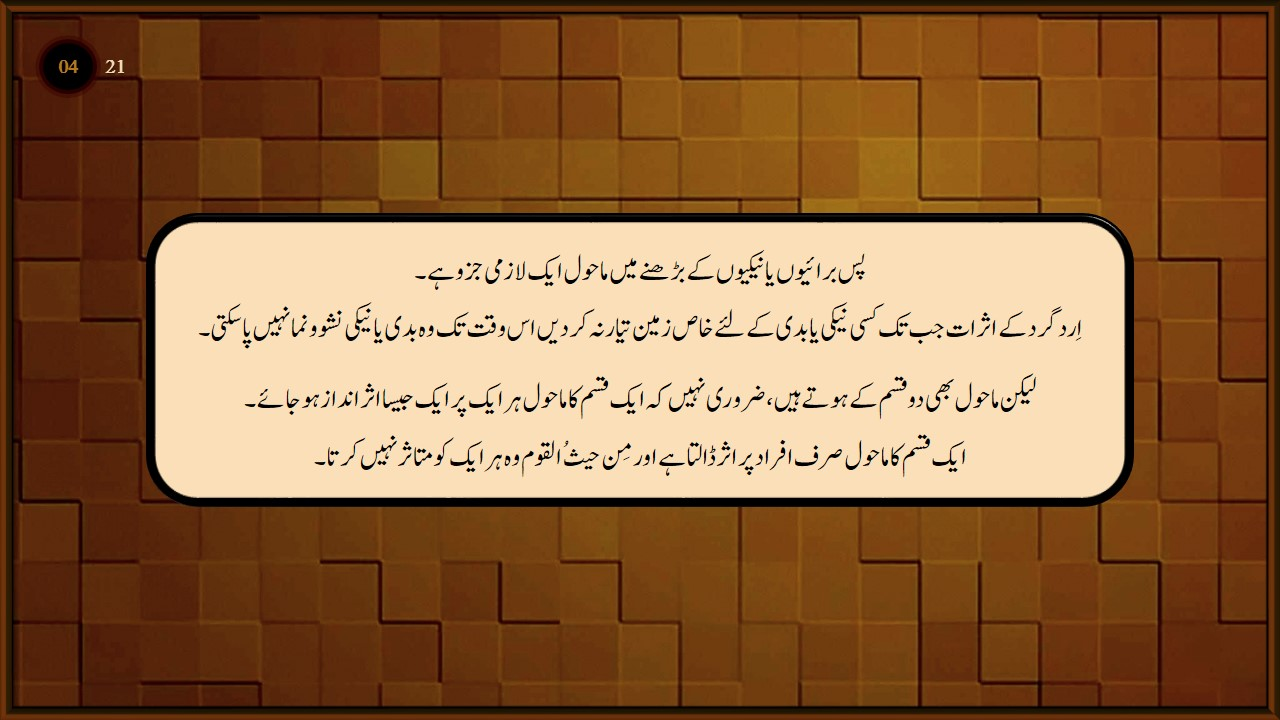 04 21
پس برائیوں یا نیکیوں کے بڑھنے میں ماحول ایک لازمی جزو ہے۔
اِرد گرد کے اثرات جب تک کسی نیکی یا بدی کے لئے خاص زمین تیار نہ کر دیں اس وقت تک وہ بدی یا نیکی نشوونما نہیں پا سکتی۔
لیکن ماحول بھی دو قسم کے ہوتے ہیں، ضروری نہیں کہ ایک قسم کا ماحول ہر ایک پر ایک جیسا اثر انداز ہو جائے۔
ایک قسم کا ماحول صرف افراد پر اثر ڈالتا ہے اور مِن حیثُ القوم وہ ہر ایک کو متاثر نہیں کرتا۔